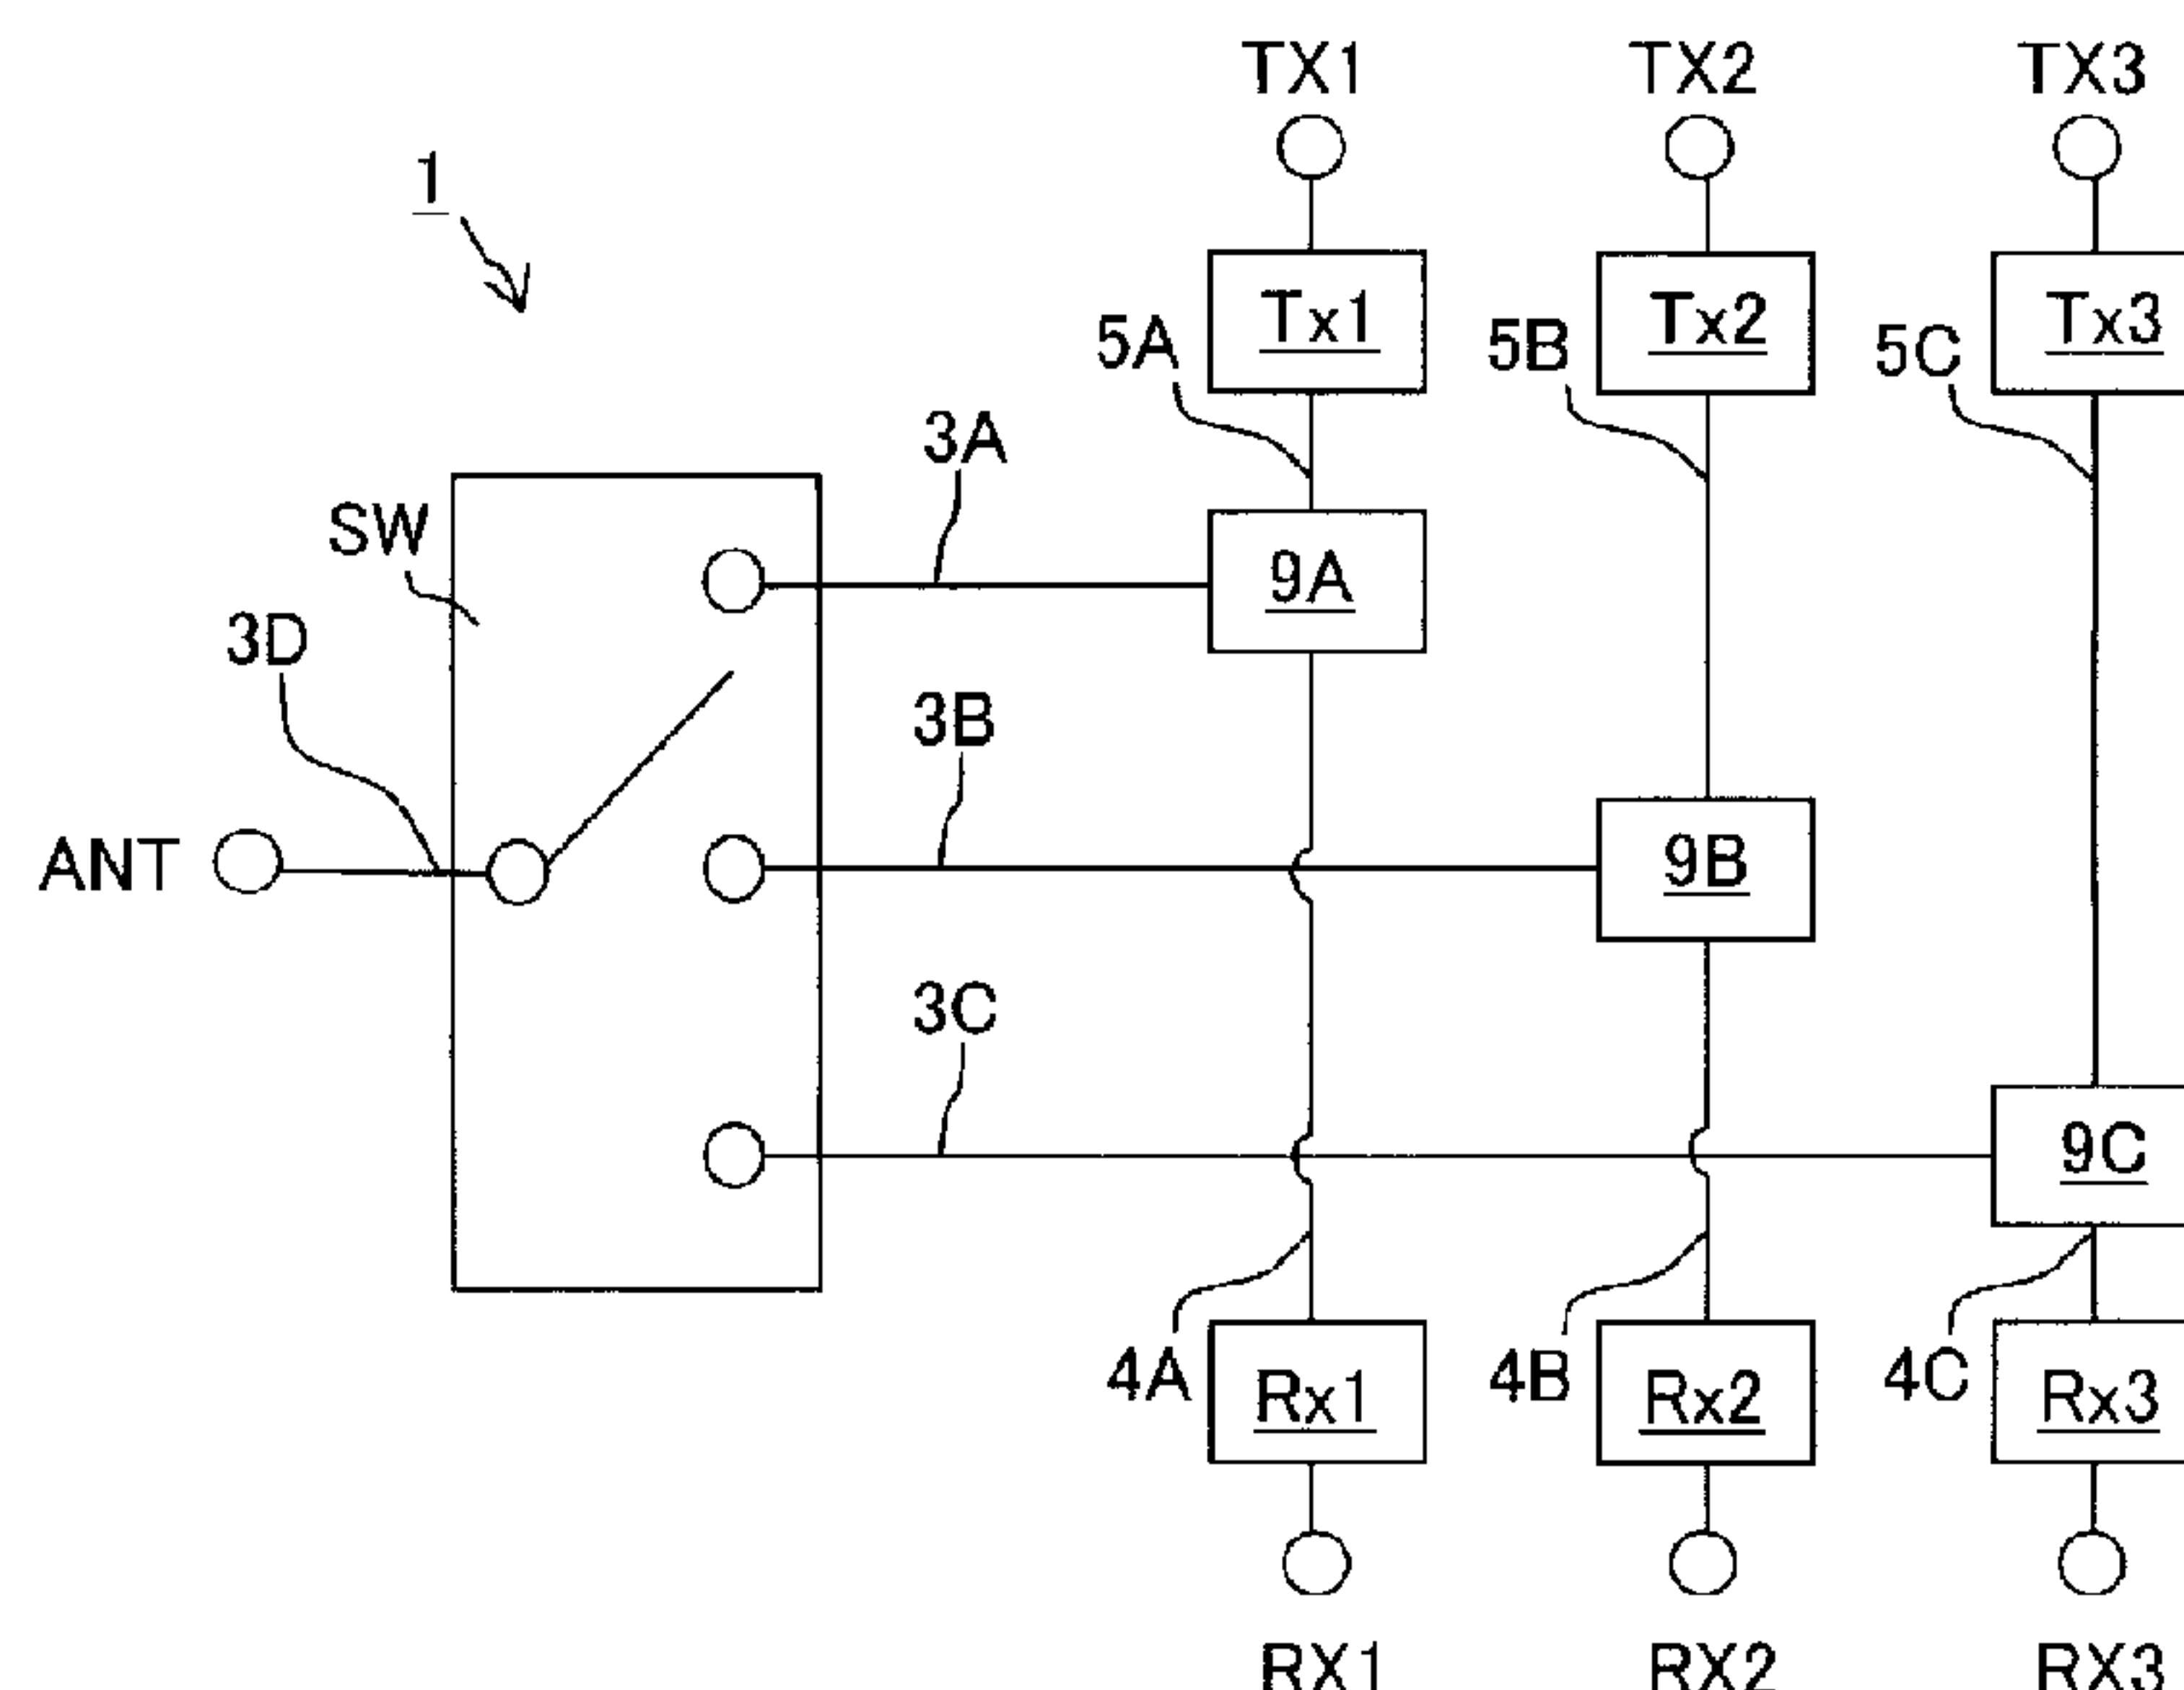 TX1 TX2 TX3
1
Tx1 Tx2 Tx3
5A 5B 5C
3A
SW
9A
3D
3B
ANT
9B
3C
9C
4A 4B 4C
Rx1 Rx2 Rx3
RX1 RX2 RX3